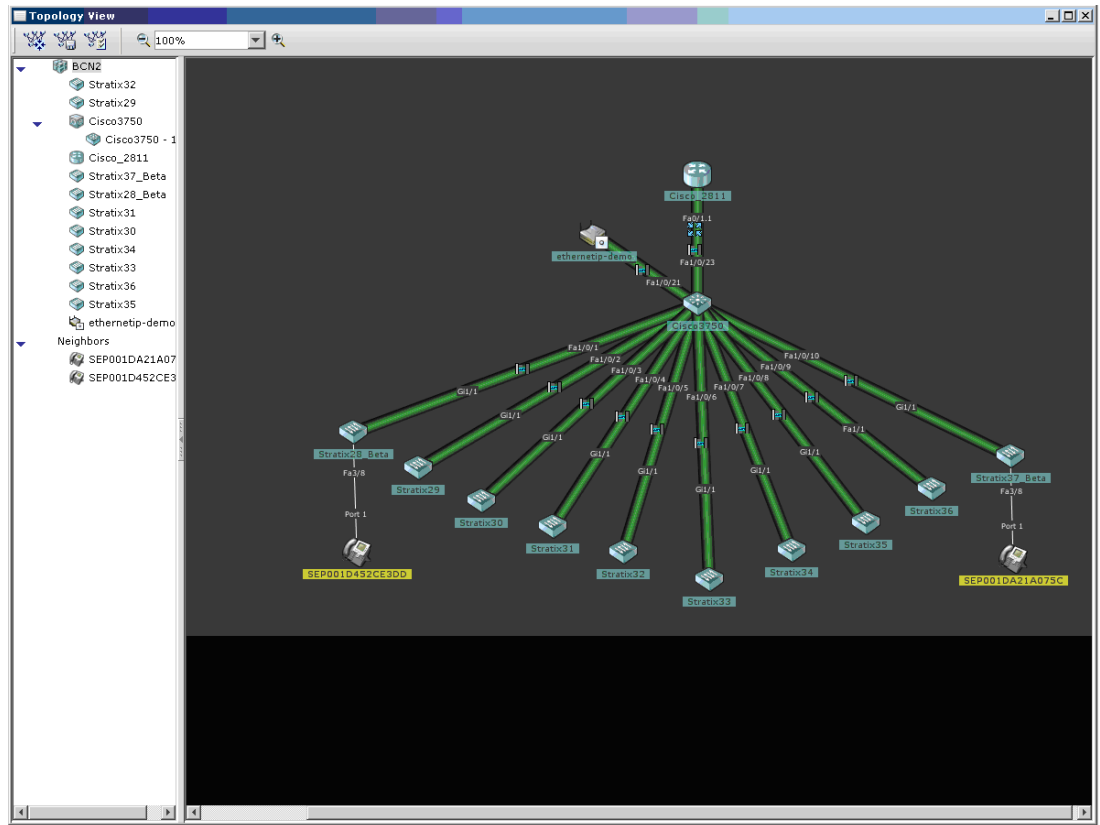 Topology View
100%
BCN2
Stratix32
Stratix29
Cisco3750
Cisco3750 - 1
Cisco_2811
Stratix37_Beta
Stratix28_Beta
Stratix31
Stratix30
Stratix34
Stratix33
Stratix36
Stratix35
ethernetip-demo
Neighbors
SEP001DA21A07
SEP001D452CE3
Cisco_2811
Fa0/1.1
ethernetip-demo
Fa1/0/23
Fa1/0/21
Cisco3750
Fa1/0/1
Fa1/0/2
Fa1/0/3
Fa1/0/4
Fa1/0/5
Fa1/0/6
Fa1/0/7
Fa1/0/8
Fa1/0/9
Fa1/0/10
Gi1/1
Gi1/1
Gi1/1
Gi1/1
Gi1/1
Gi1/1
Gi1/1
Gi1/1
Fa1/1
Gi1/1
Stratix28_Beta
Stratix29
Stratix30
Stratix31
Stratix32
Stratix33
Stratix34
Stratix35
Stratix36
Stratix37_Beta
Fa3/8
Port 1
SEP001D452CE3DD
Fa3/8
Port 1
SEP001DA21A075C